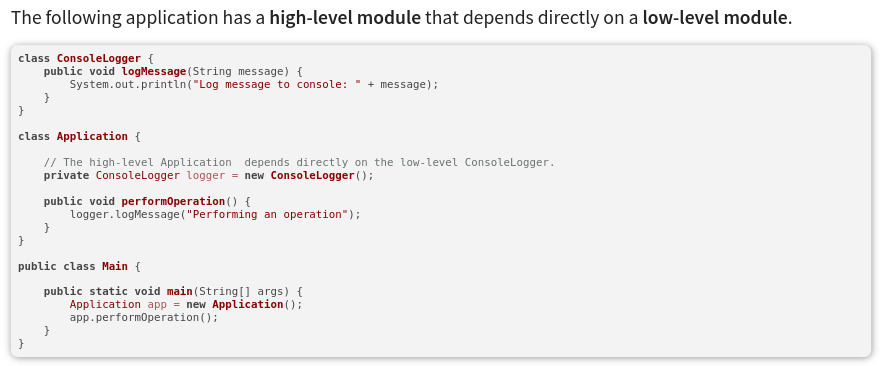 The following application has a high-level module that depends directly on a low-level module.
class ConsoleLogger {
    public void logMessage(String message) {
        System.out.println("Log message to console: " + message);
    }
}
class Application {
    // The high-level Application  depends directly on the low-level ConsoleLogger.
    private ConsoleLogger logger = new ConsoleLogger();
    public void performOperation() {
        logger.logMessage("Performing an operation");
    }
}
public class Main {
    public static void main(String[] args) {
        Application app = new Application();
        app.performOperation();
    }
}